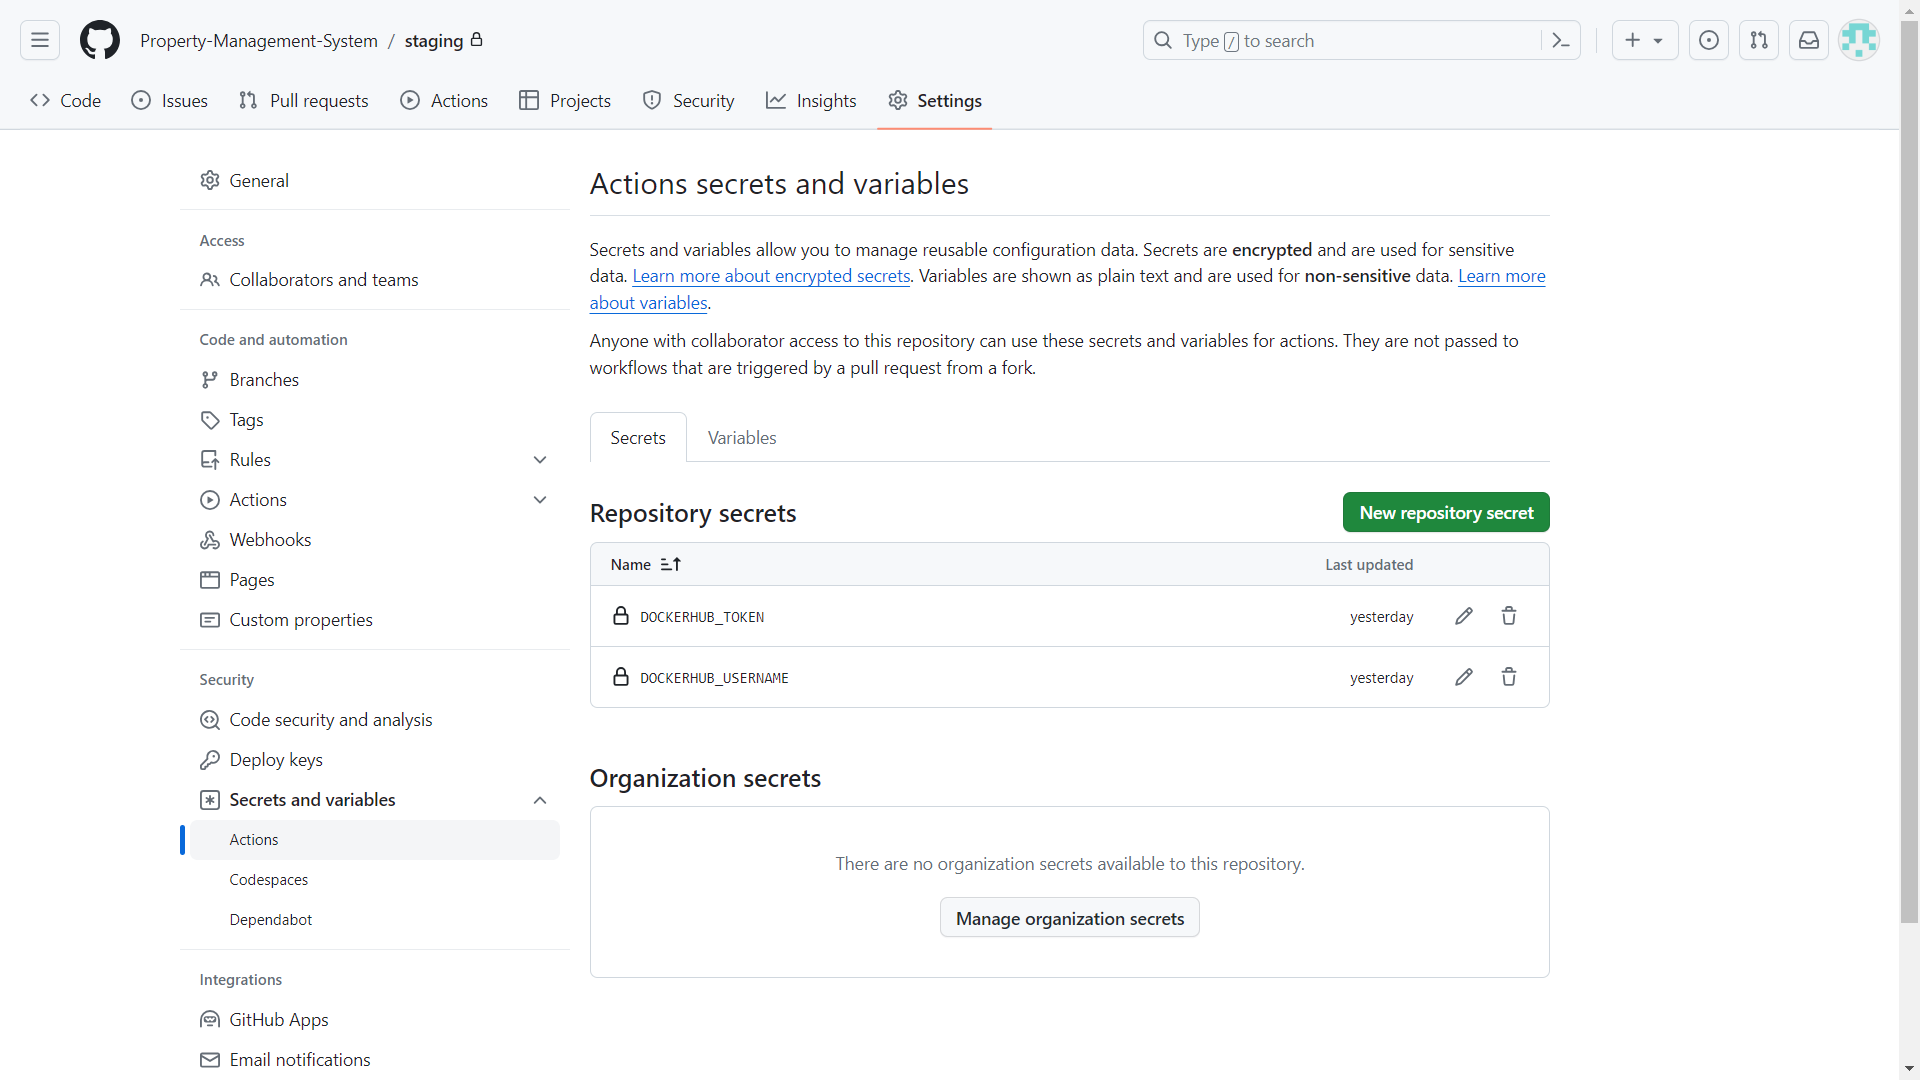 Property-Management-System / staging
Type / to search
Code
Issues
Pull requests
Actions
Projects
Security
Insights
Settings
General
Access
Collaborators and teams
Code and automation
Branches
Tags
Rules
Actions
Webhooks
Pages
Custom properties
Security
Code security and analysis
Deploy keys
Secrets and variables
Actions
Codespaces
Dependabot
Integrations
GitHub Apps
Email notifications
Actions secrets and variables
Secrets and variables allow you to manage reusable configuration data. Secrets are encrypted and are used for sensitive
data. Learn more about encrypted secrets. Variables are shown as plain text and are used for non-sensitive data. Learn more
about variables.
Anyone with collaborator access to this repository can use these secrets and variables for actions. They are not passed to
workflows that are triggered by a pull request from a fork.
Secrets
Variables
Repository secrets
New repository secret
Name
Last updated
DOCKERHUB_TOKEN
yesterday
DOCKERHUB_USERNAME
yesterday
Organization secrets
There are no organization secrets available to this repository.
Manage organization secrets